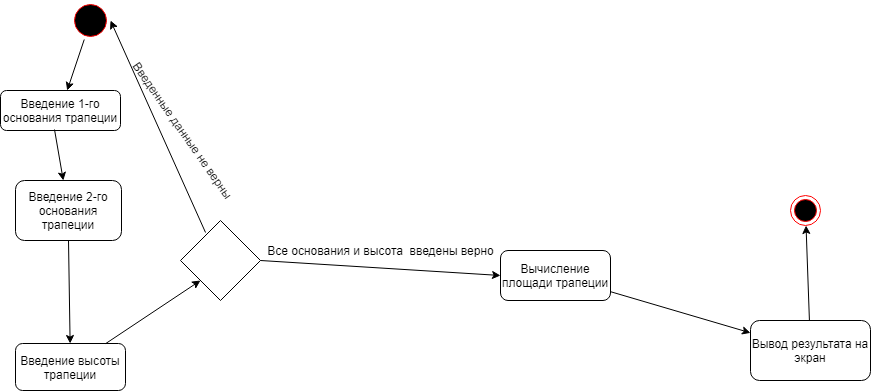 Введение 1-го
основания трапеции
Введение 2-го
основания
трапеции
Введение высоты
трапеции
Введенные данные не верны
Все основания и высота  введены верно
Вычисление
площади трапеции
Вывод результата на
экран